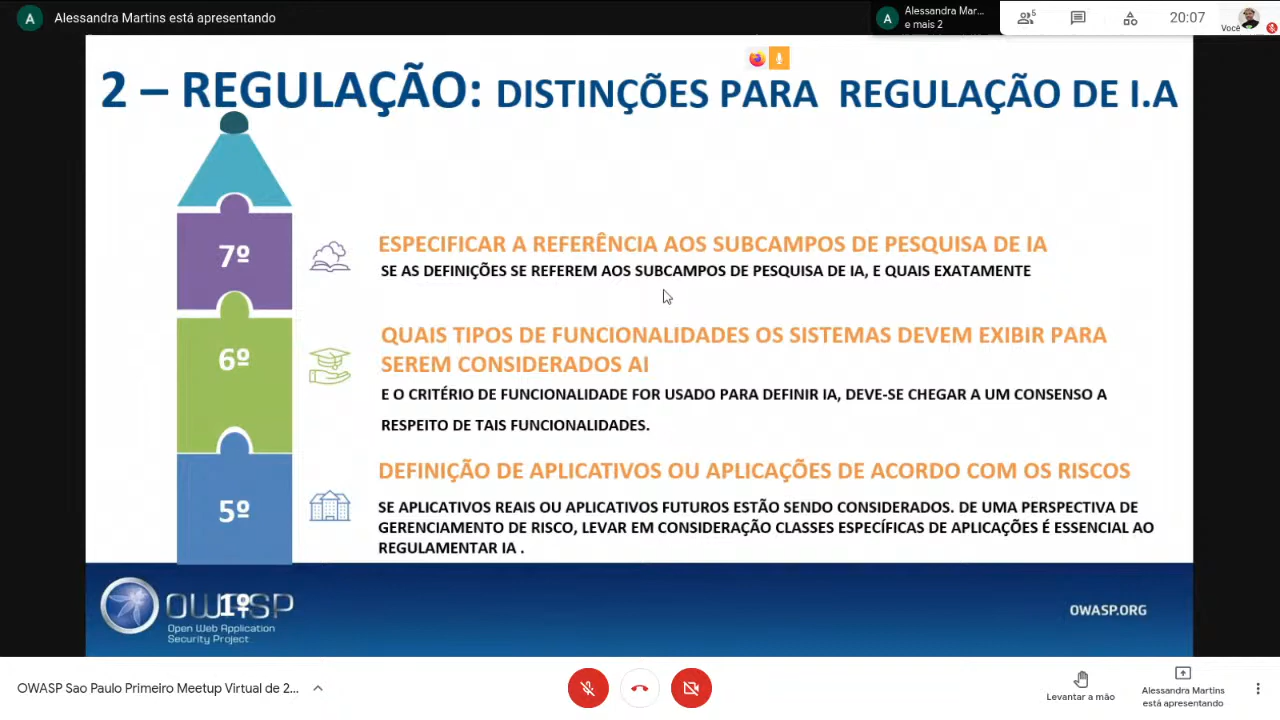 A
Alessandra Martins está apresentando
A
Alessandra Mar...
e mais 2
5
20:07
Você
2 – REGULAÇÃO: DISTINÇÕES PARA REGULAÇÃO DE I.A
7º
ESPECIFICAR A REFERÊNCIA AOS SUBCAMPOS DE PESQUISA DE IA
SE AS DEFINIÇÕES SE REFEREM AOS SUBCAMPOS DE PESQUISA DE IA, E QUAIS EXATAMENTE
6º
QUAIS TIPOS DE FUNCIONALIDADES OS SISTEMAS DEVEM EXIBIR PARA
SEREM CONSIDERADOS AI
E O CRITÉRIO DE FUNCIONALIDADE FOR USADO PARA DEFINIR IA, DEVE-SE CHEGAR A UM CONSENSO A
RESPEITO DE TAIS FUNCIONALIDADES.
5º
DEFINIÇÃO DE APLICATIVOS OU APLICAÇÕES DE ACORDO COM OS RISCOS
SE APLICATIVOS REAIS OU APLICATIVOS FUTUROS ESTÃO SENDO CONSIDERADOS. DE UMA PERSPECTIVA DE
GERENCIAMENTO DE RISCO, LEVAR EM CONSIDERAÇÃO CLASSES ESPECÍFICAS DE APLICAÇÕES É ESSENCIAL AO
REGULAMENTAR IA .
1º
OWASP
Open Web Application
Security Project
OWASP.ORG
OWASP Sao Paulo Primeiro Meetup Virtual de 2...
Levantar a mão
Alessandra Martins
está apresentando